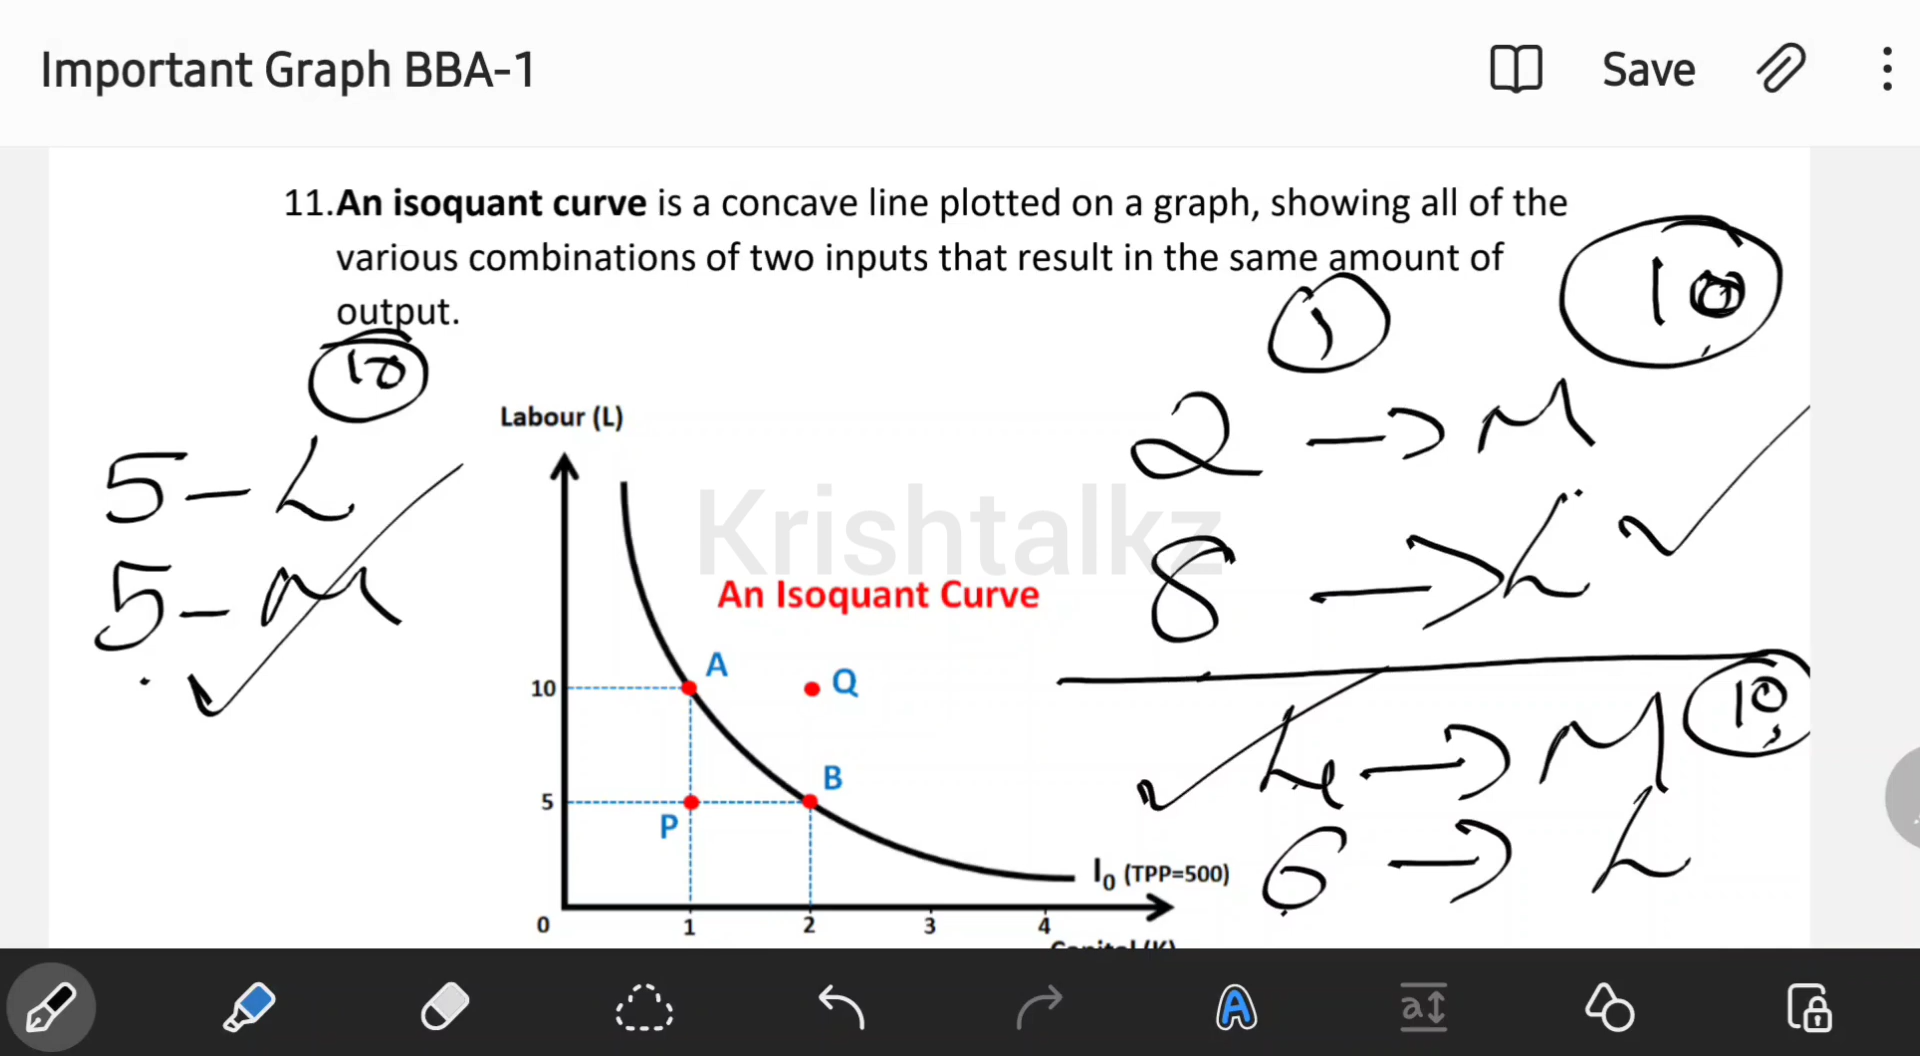 Important Graph BBA-1
Save
11.An isoquant curve is a concave line plotted on a graph, showing all of the
various combinations of two inputs that result in the same amount of
output.
10
1
10
Labour (L)
2 → M
5 - L
Krishtalkz
8 → L
5 - M
An Isoquant Curve
A
10
Q
10
4 → M
B
5
P
6 → L
I₀ (TPP=500)
0
1
2
3
4
Capital (K)
A
a